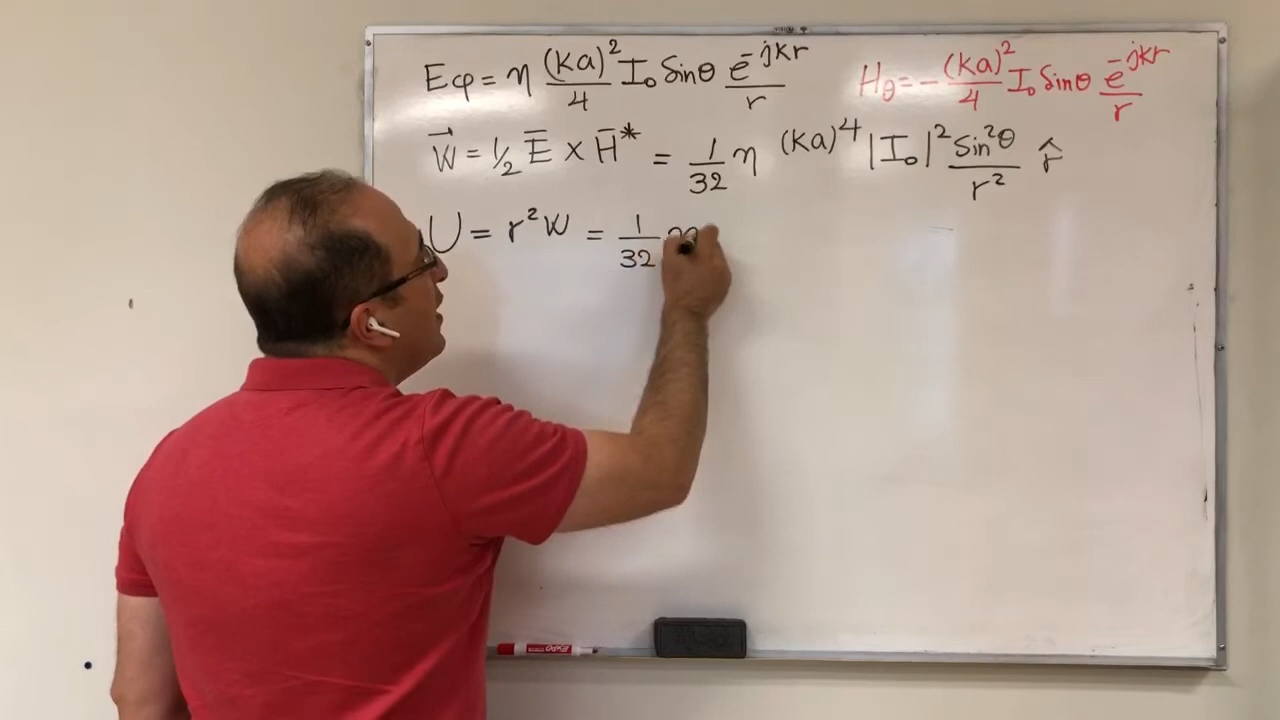 Eφ = η (ka)²/4 I₀ Sinθ e^-jkr/r
H_θ = - (ka)²/4 I₀ Sinθ e^-jkr/r
W⃗ = 1/2 E̅ × H̅* = 1/32 η (ka)⁴ |I₀|² Sin²θ/r² r̂
U = r²W = 1/32
EXPO